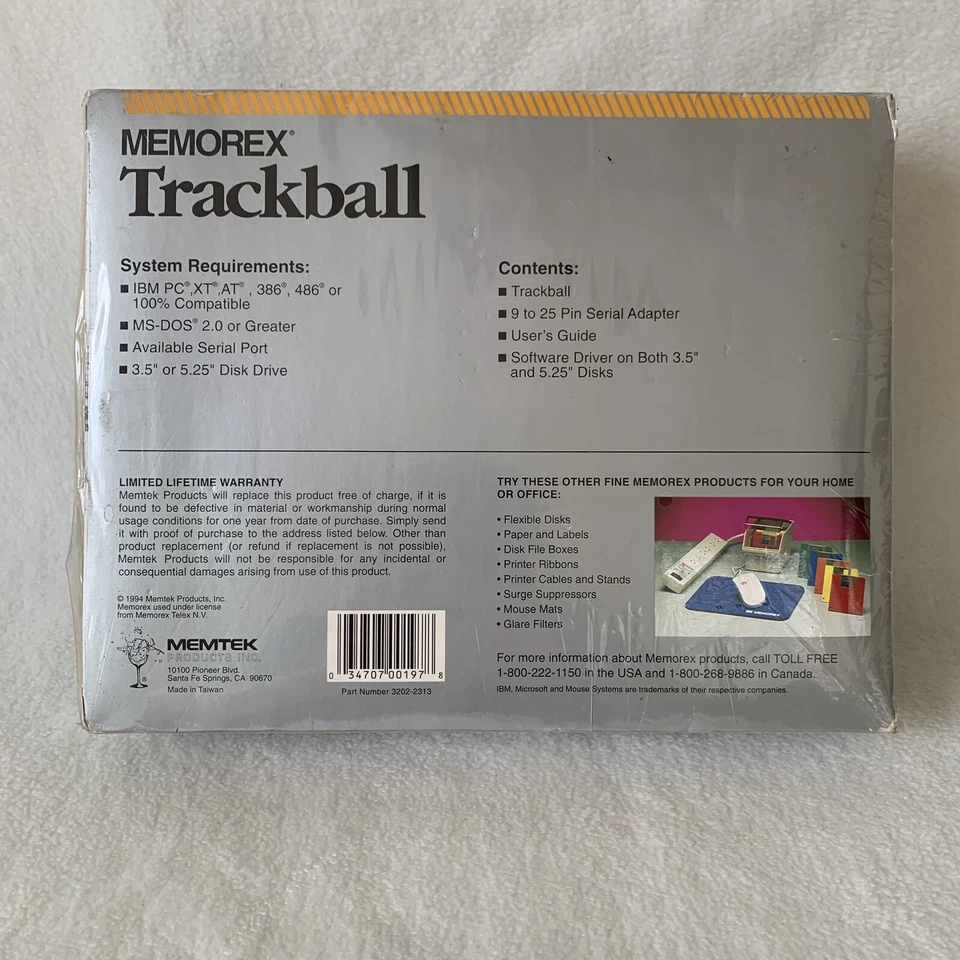 MEMOREX®
Trackball
System Requirements:
■ IBM PC®,XT®,AT® , 386®, 486® or
100% Compatible
■ MS-DOS® 2.0 or Greater
■ Available Serial Port
■ 3.5" or 5.25" Disk Drive
Contents:
■ Trackball
■ 9 to 25 Pin Serial Adapter
■ User's Guide
■ Software Driver on Both 3.5"
and 5.25" Disks
LIMITED LIFETIME WARRANTY
Memtek Products will replace this product free of charge, if it is
found to be defective in material or workmanship during normal
usage conditions for one year from date of purchase. Simply send
it with proof of purchase to the address listed below. Other than
product replacement (or refund if replacement is not possible),
Memtek Products will not be responsible for any incidental or
consequential damages arising from use of this product.
© 1994 Memtek Products, Inc.
Memorex used under license
from Memorex Telex N.V.
MEMTEK
PRODUCTS INC.
®
10100 Pioneer Blvd.
Santa Fe Springs, CA 90670
Made in Taiwan
0 34707 00197 8
Part Number 3202-2313
TRY THESE OTHER FINE MEMOREX PRODUCTS FOR YOUR HOME
OR OFFICE:
• Flexible Disks
• Paper and Labels
• Disk File Boxes
• Printer Ribbons
• Printer Cables and Stands
• Surge Suppressors
• Mouse Mats
• Glare Filters
MEMOREX
For more information about Memorex products, call TOLL FREE
1-800-222-1150 in the USA and 1-800-268-9886 in Canada.
IBM, Microsoft and Mouse Systems are trademarks of their respective companies.